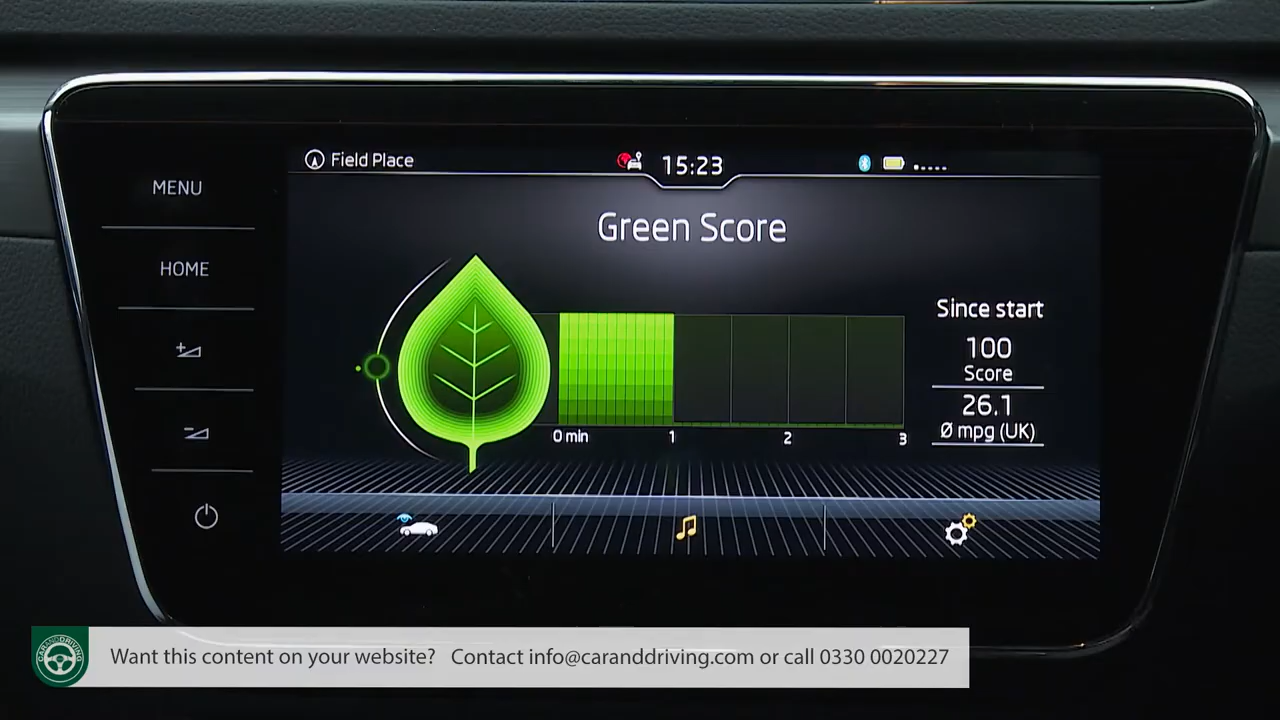 Field Place
15:23
MENU
HOME
Green Score
Since start
100
Score
26.1
Ø mpg (UK)
0 min 1 2 3
CARANDDRIVING
Want this content on your website? Contact info@caranddriving.com or call 0330 0020227